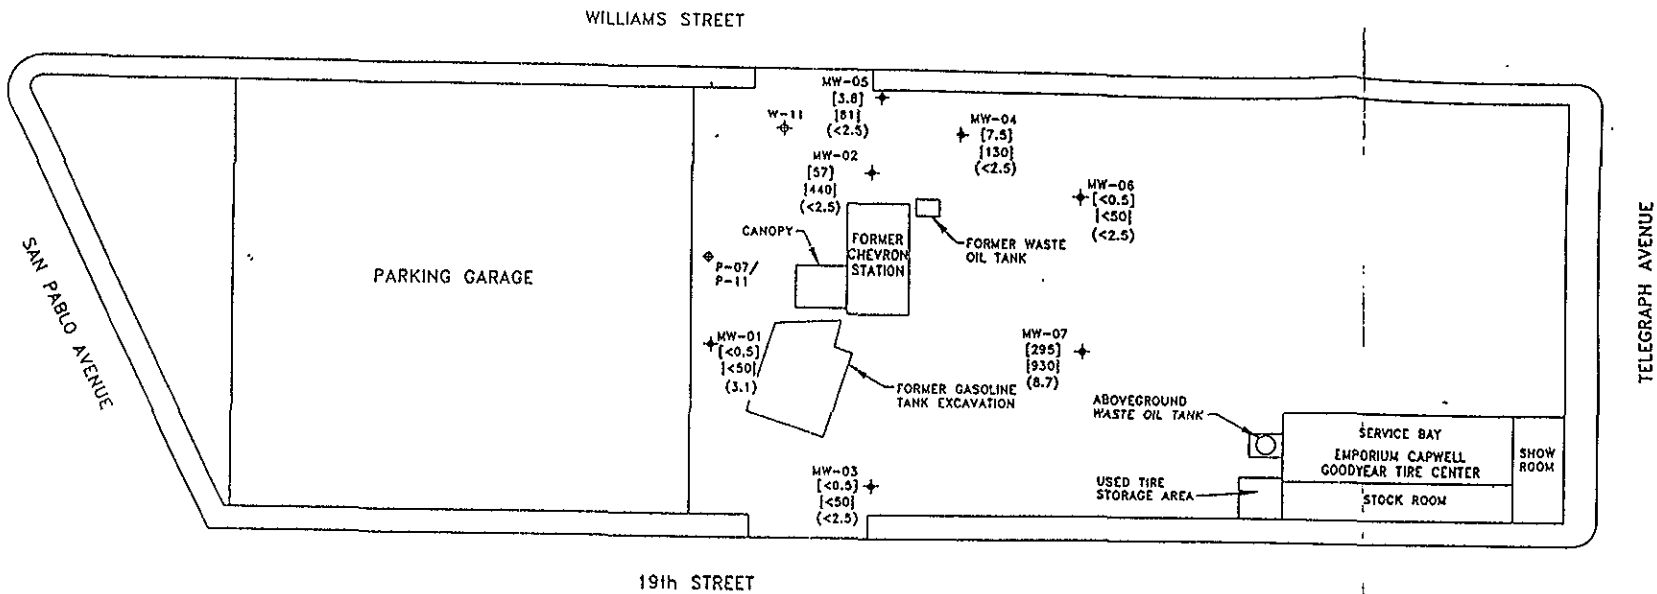 WILLIAMS STREET
MW-05
[3.8]
{81}
(<2.5)
W-11
MW-04
[7.5]
{130}
(<2.5)
MW-02
[57]
{440}
(<2.5)
MW-06
[<0.5]
{<50}
(<2.5)
CANOPY
FORMER
CHEVRON
STATION
FORMER WASTE
OIL TANK
SAN PABLO AVENUE
PARKING GARAGE
P-07/
P-11
TELEGRAPH AVENUE
MW-01
[<0.5]
{<50}
(3.1)
MW-07
[295]
{930}
(8.7)
FORMER GASOLINE
TANK EXCAVATION
ABOVEGROUND
WASTE OIL TANK
SERVICE BAY
EMPORIUM CAPWELL
GOODYEAR TIRE CENTER
SHOW
ROOM
MW-03
[<0.5]
{<50}
(<2.5)
USED TIRE
STORAGE AREA
STOCK ROOM
19th STREET